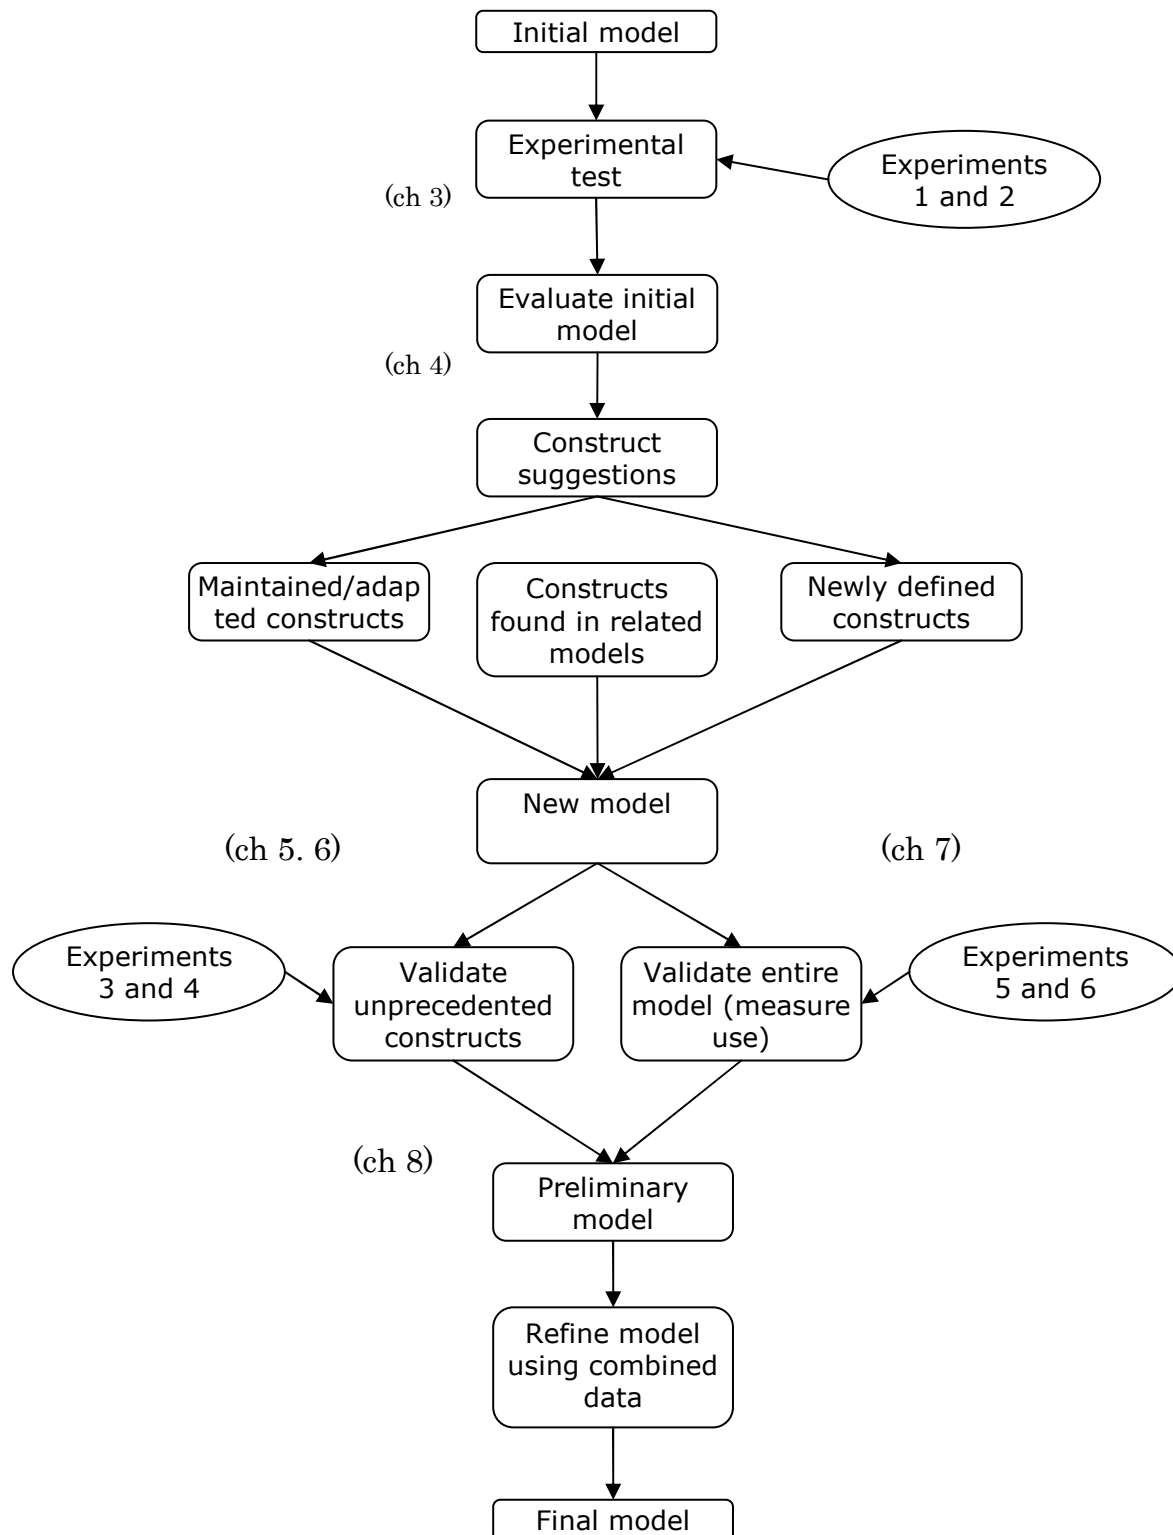 Initial model
Experimental
test
Experiments
1 and 2
(ch 3)
Evaluate initial
model
(ch 4)
Construct
suggestions
Maintained/adap
ted constructs
Constructs
found in related
models
Newly defined
constructs
New model
(ch 5. 6)
(ch 7)
Experiments
3 and 4
Validate
unprecedented
constructs
Validate entire
model (measure
use)
Experiments
5 and 6
(ch 8)
Preliminary
model
Refine model
using combined
data
Final model